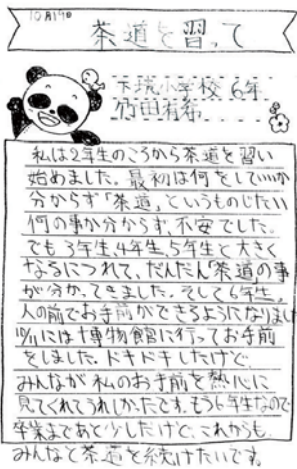 10月19日
茶道を習って
下境小学校 6年
竹田有希
私は2年生のころから茶道を習い
始めました。最初は何をしていいか
分からず「茶道」というものじたい
何の事か分からず、不安でした。
でも3年生、4年生、5年生と大きく
なるにつれて、だんだん「茶道の事
が分かってきました。そして6年生。
人の前でお手前ができるようになりました
10/11には博物館に行ってお手前
をしました。ドキドキしたけど
みんなが私のお手前を熱心に
見てくれてうれしかったです。もう6年生なので
卒業まであと少しだけど、これからも
みんなと茶道を続けたいです。